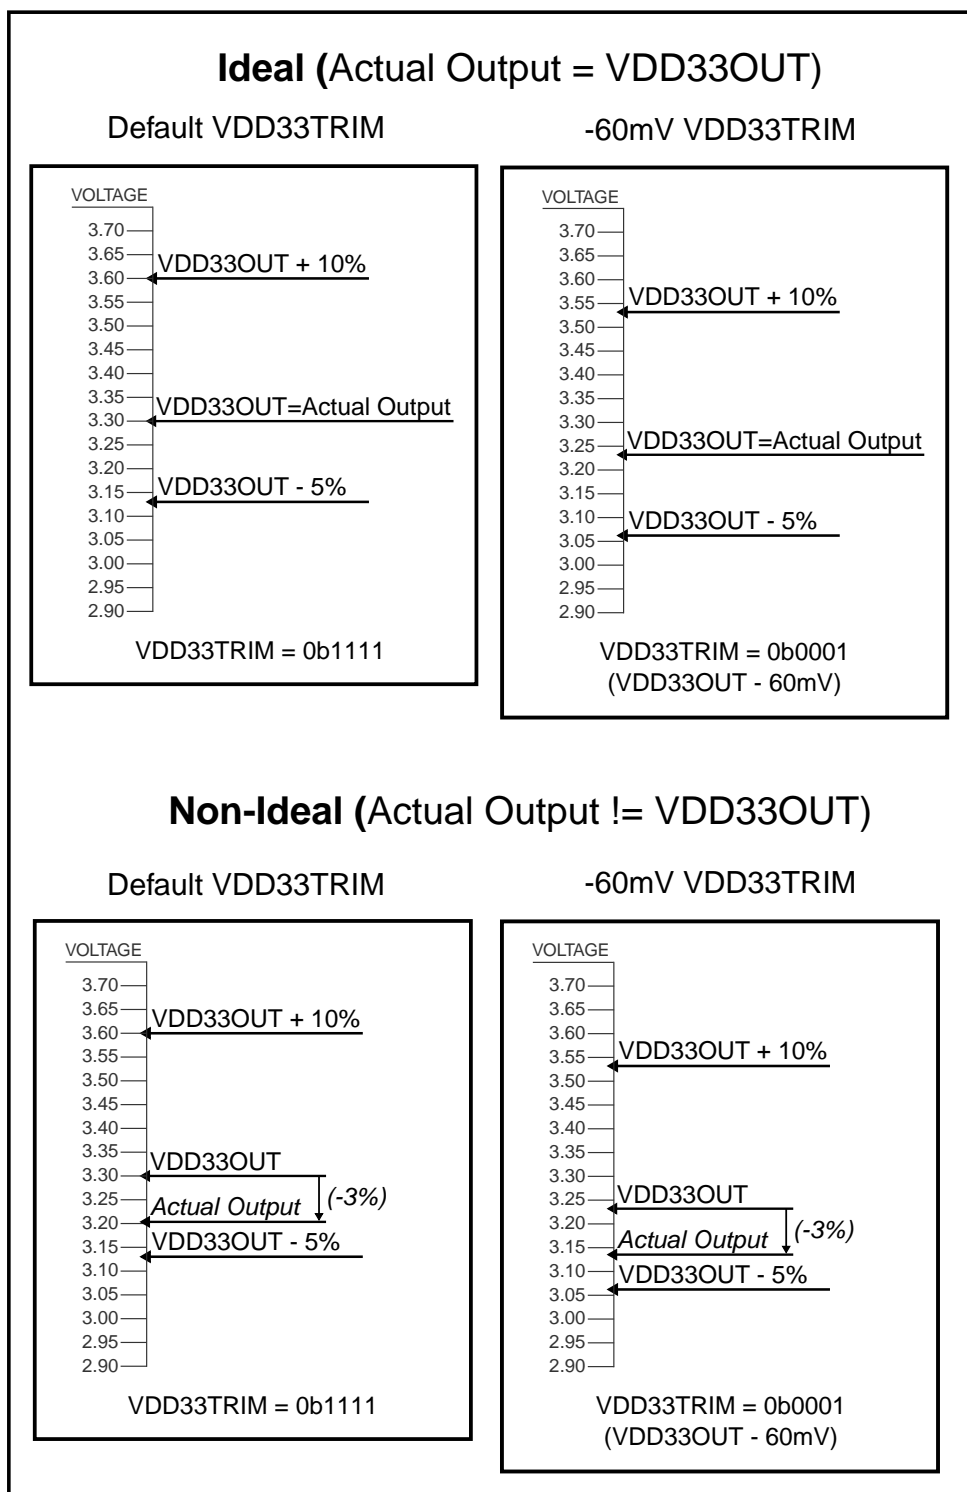 Ideal (Actual Output = VDD33OUT)
Default VDD33TRIM
VOLTAGE
3.70
3.65
VDD33OUT + 10%
3.60
3.55
3.50
3.45
3.40
3.35
VDD33OUT=Actual Output
3.30
3.25
3.20
VDD33OUT - 5%
3.15
3.10
3.05
3.00
2.95
2.90
VDD33TRIM = 0b1111
-60mV VDD33TRIM
VOLTAGE
3.70
3.65
3.60
3.55
VDD33OUT + 10%
3.50
3.45
3.40
3.35
3.30
3.25
VDD33OUT=Actual Output
3.20
3.15
3.10
VDD33OUT - 5%
3.05
3.00
2.95
2.90
VDD33TRIM = 0b0001
(VDD33OUT - 60mV)
Non-Ideal (Actual Output != VDD33OUT)
Default VDD33TRIM
VOLTAGE
3.70
3.65
VDD33OUT + 10%
3.60
3.55
3.50
3.45
3.40
3.35
VDD33OUT
3.30
3.25
(-3%)
Actual Output
3.20
3.15
VDD33OUT - 5%
3.10
3.05
3.00
2.95
2.90
VDD33TRIM = 0b1111
-60mV VDD33TRIM
VOLTAGE
3.70
3.65
3.60
3.55
VDD33OUT + 10%
3.50
3.45
3.40
3.35
3.30
3.25
VDD33OUT
3.20
(-3%)
3.15
Actual Output
3.10
VDD33OUT - 5%
3.05
3.00
2.95
2.90
VDD33TRIM = 0b0001
(VDD33OUT - 60mV)